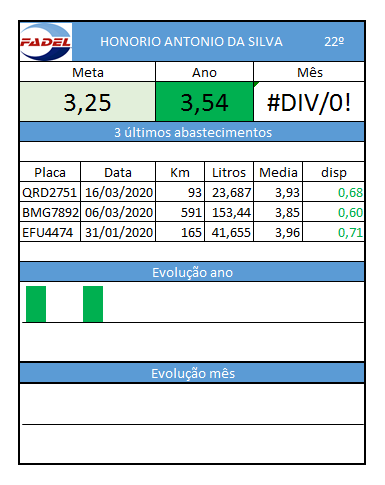 FADEL HONORIO ANTONIO DA SILVA 22º
Meta Ano Mês
3,25 3,54 #DIV/0!
3 últimos abastecimentos
Placa Data Km Litros Media disp
QRD2751 16/03/2020 93 23,687 3,93 0,68
BMG7892 06/03/2020 591 153,44 3,85 0,60
EFU4474 31/01/2020 165 41,655 3,96 0,71
Evolução ano
Evolução mês